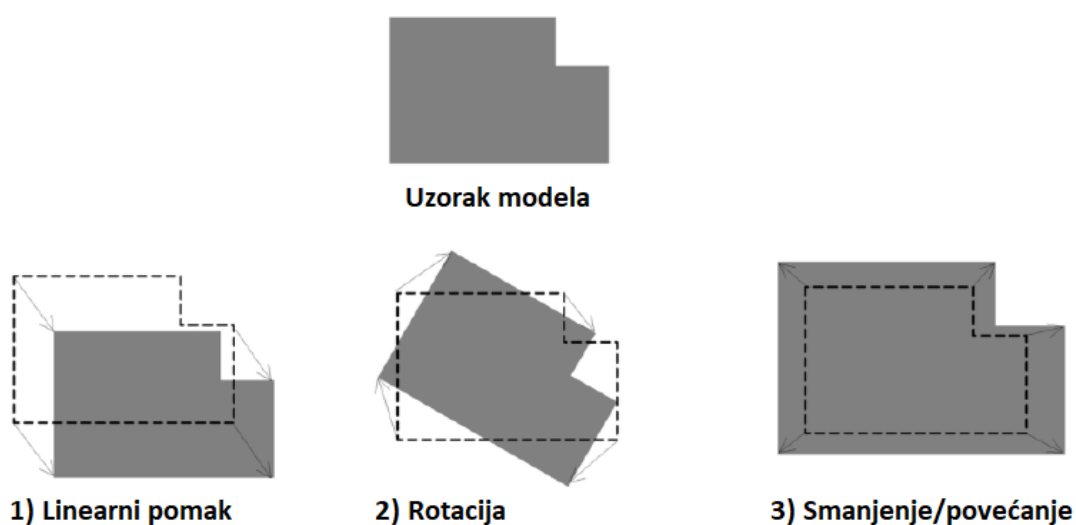 Uzorak modela
1) Linearni pomak
2) Rotacija
3) Smanjenje/povećanje